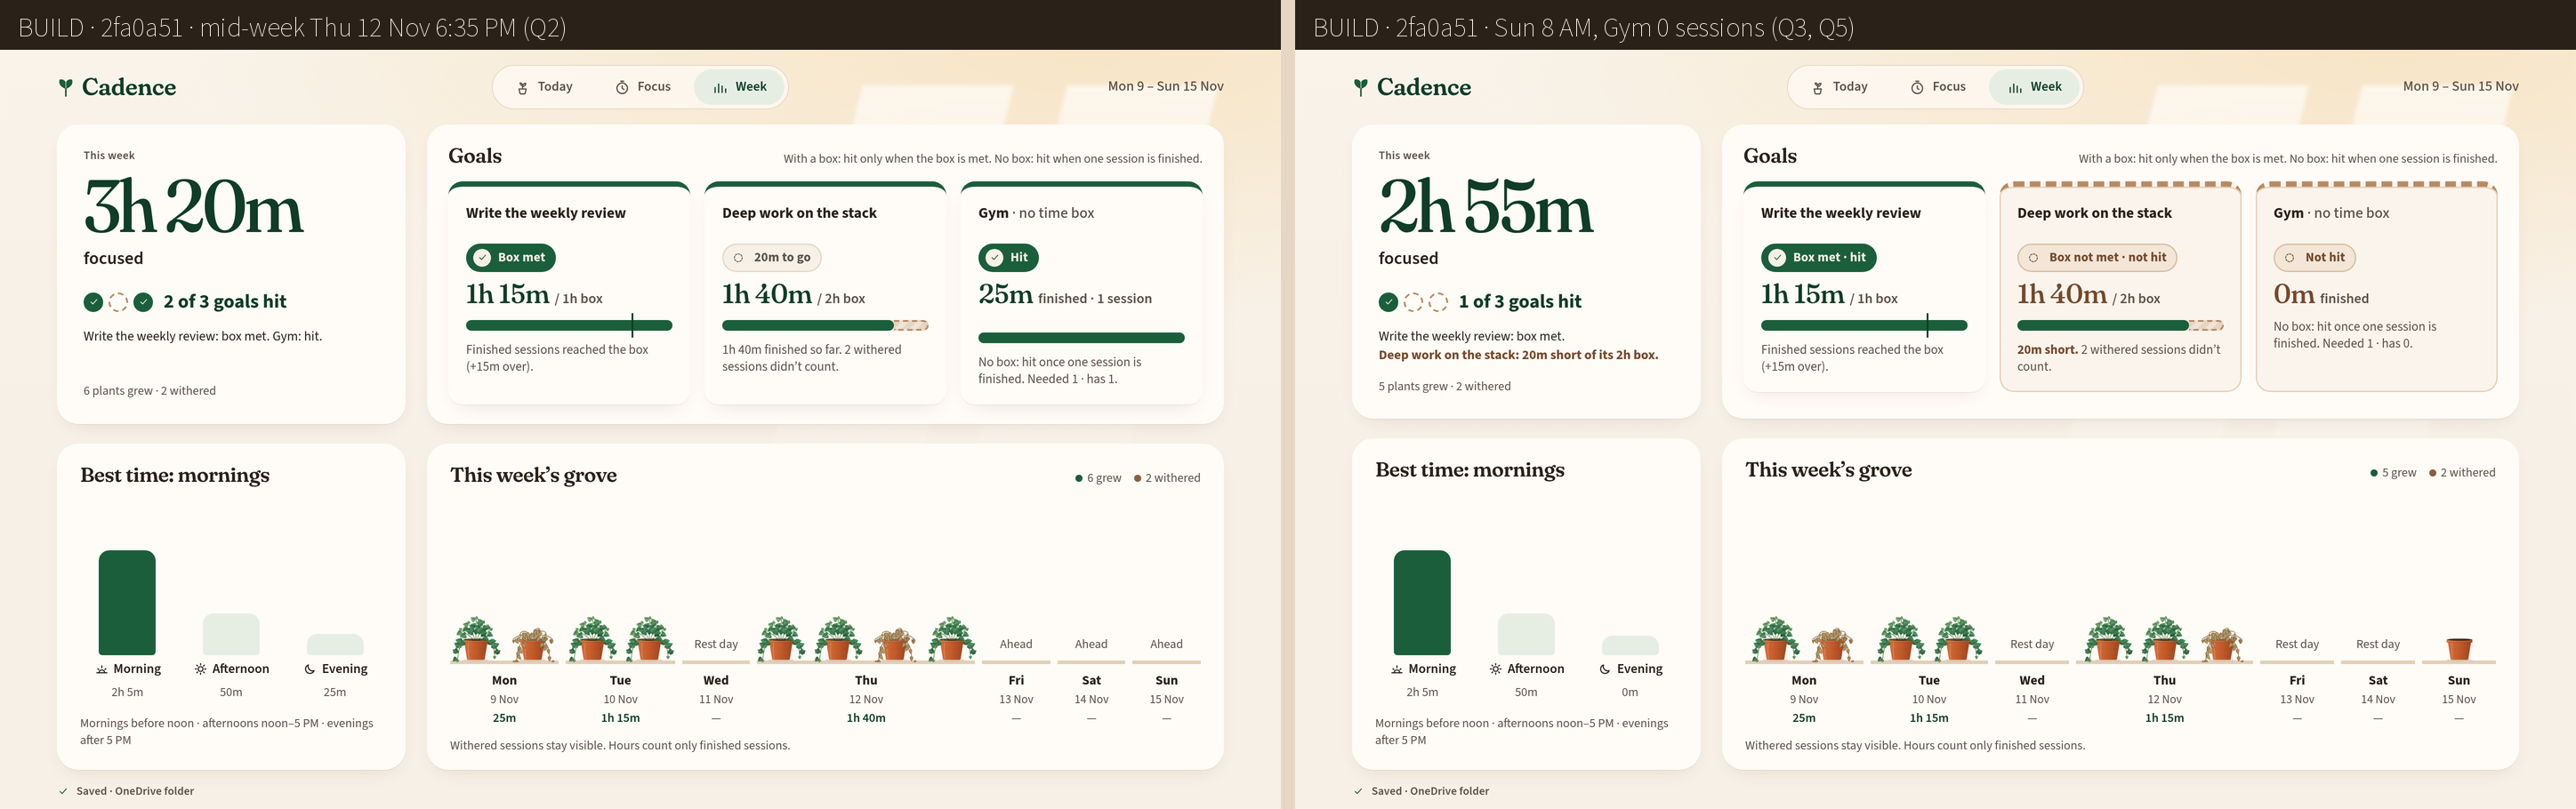 BUILD · 2fa0a51 · mid-week Thu 12 Nov 6:35 PM (Q2)
Cadence
Today
Focus
Week
Mon 9 – Sun 15 Nov
This week
3h 20m
focused
2 of 3 goals hit
Write the weekly review: box met. Gym: hit.
6 plants grew · 2 withered
Goals
With a box: hit only when the box is met. No box: hit when one session is finished.
Write the weekly review
Box met
1h 15m / 1h box
Finished sessions reached the box
(+15m over).
Deep work on the stack
20m to go
1h 40m / 2h box
1h 40m finished so far. 2 withered
sessions didn’t count.
Gym · no time box
Hit
25m finished · 1 session
No box: hit once one session is
finished. Needed 1 · has 1.
Best time: mornings
Morning
Afternoon
Evening
2h 5m
50m
25m
Mornings before noon · afternoons noon–5 PM · evenings
after 5 PM
This week’s grove
6 grew
2 withered
Rest day
Ahead
Ahead
Ahead
Mon
Tue
Wed
Thu
Fri
Sat
Sun
9 Nov
10 Nov
11 Nov
12 Nov
13 Nov
14 Nov
15 Nov
25m
1h 15m
—
1h 40m
—
—
—
Withered sessions stay visible. Hours count only finished sessions.
Saved · OneDrive folder
BUILD · 2fa0a51 · Sun 8 AM, Gym 0 sessions (Q3, Q5)
Cadence
Today
Focus
Week
Mon 9 – Sun 15 Nov
This week
2h 55m
focused
1 of 3 goals hit
Write the weekly review: box met.
Deep work on the stack: 20m short of its 2h box.
5 plants grew · 2 withered
Goals
With a box: hit only when the box is met. No box: hit when one session is finished.
Write the weekly review
Box met · hit
1h 15m / 1h box
Finished sessions reached the box
(+15m over).
Deep work on the stack
Box not met · not hit
1h 40m / 2h box
20m short. 2 withered sessions didn’t
count.
Gym · no time box
Not hit
0m finished
No box: hit once one session is
finished. Needed 1 · has 0.
Best time: mornings
Morning
Afternoon
Evening
2h 5m
50m
0m
Mornings before noon · afternoons noon–5 PM · evenings
after 5 PM
This week’s grove
5 grew
2 withered
Rest day
Rest day
Rest day
Mon
Tue
Wed
Thu
Fri
Sat
Sun
9 Nov
10 Nov
11 Nov
12 Nov
13 Nov
14 Nov
15 Nov
25m
1h 15m
—
1h 15m
—
—
—
Withered sessions stay visible. Hours count only finished sessions.
Saved · OneDrive folder